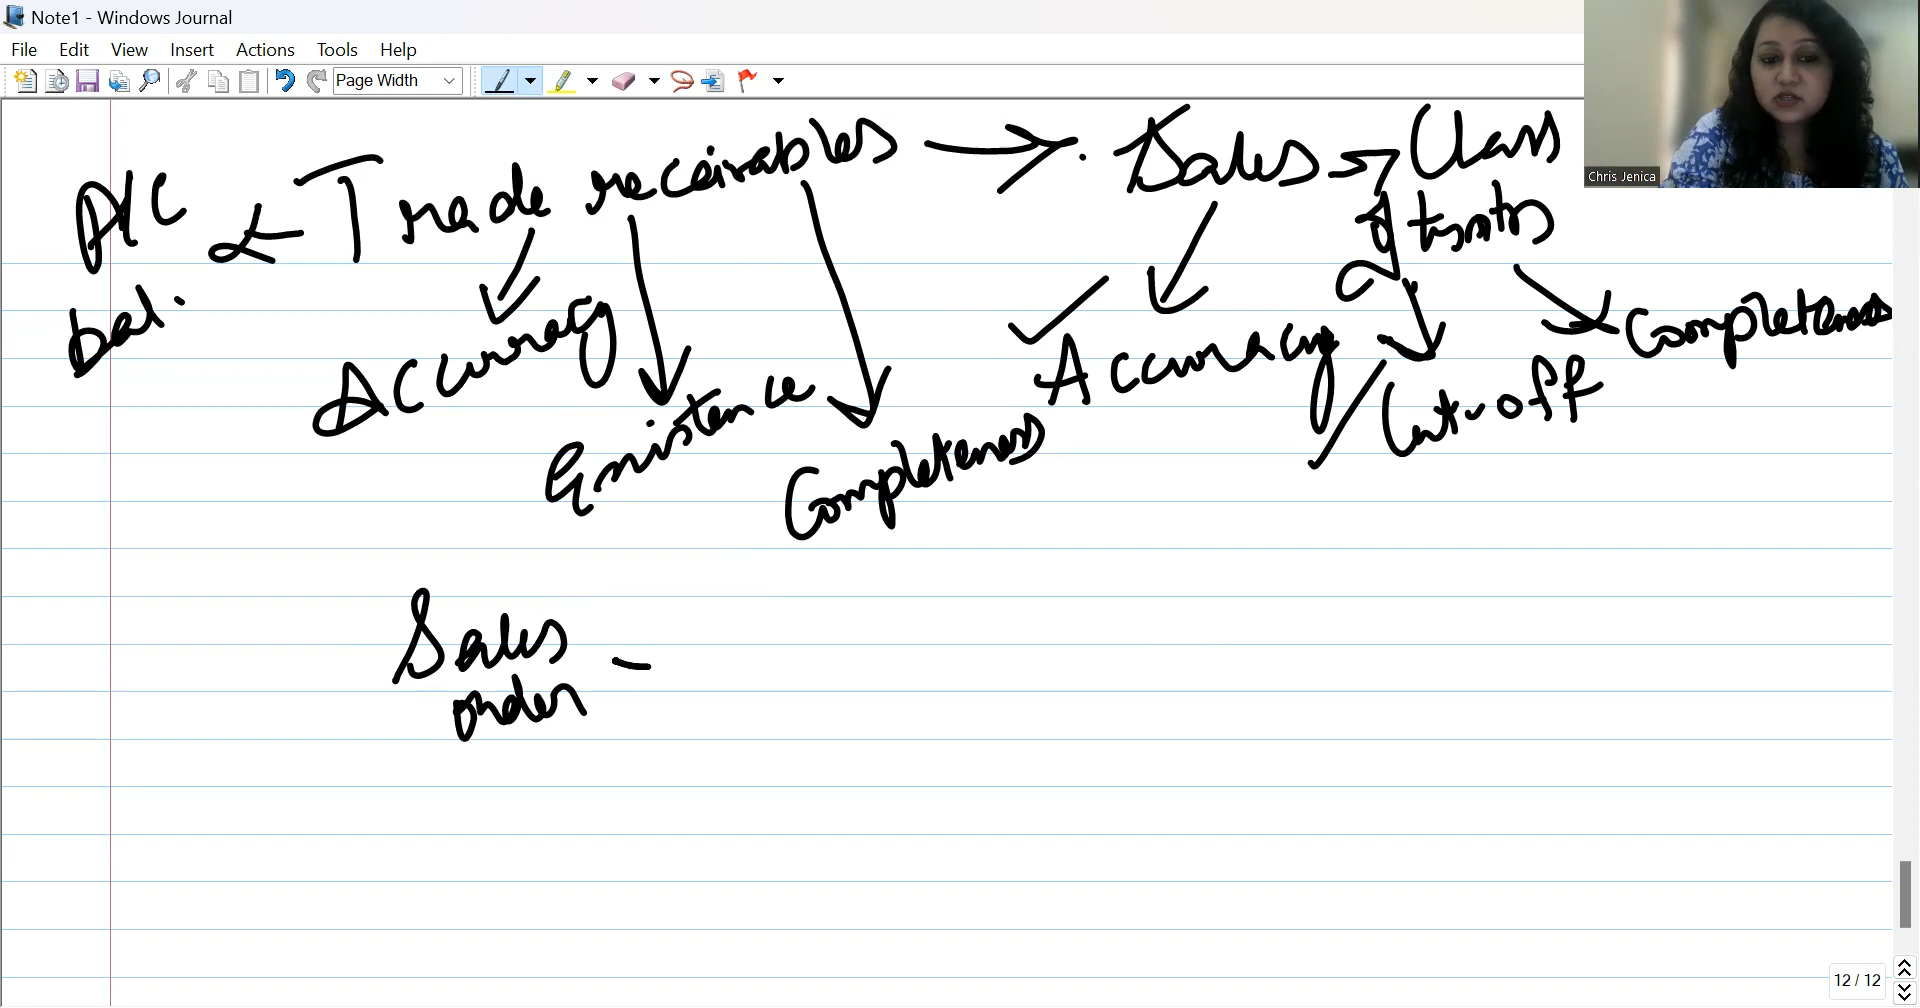 Note1 - Windows Journal
File Edit View Insert Actions Tools Help
Page Width
Chris Jenica
A/C Trade receivables Sales Class
bal. of
Accuracy Existence Completeness Accuracy Cut-off Completeness
Sales -
order
12 / 12